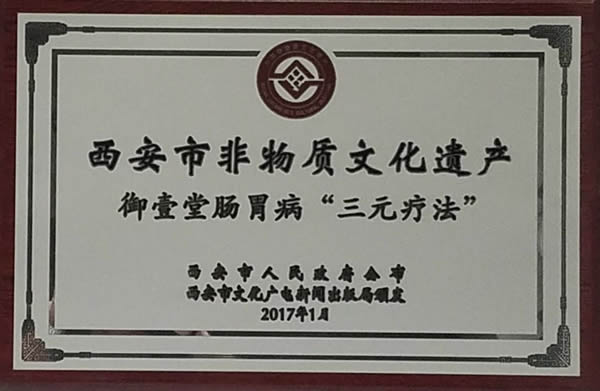 西安市非物质文化遗产
御壹堂肠胃病“三元疗法”
西安市人民政府公布
西安市文化广电新闻出版局颁发
2017年1月